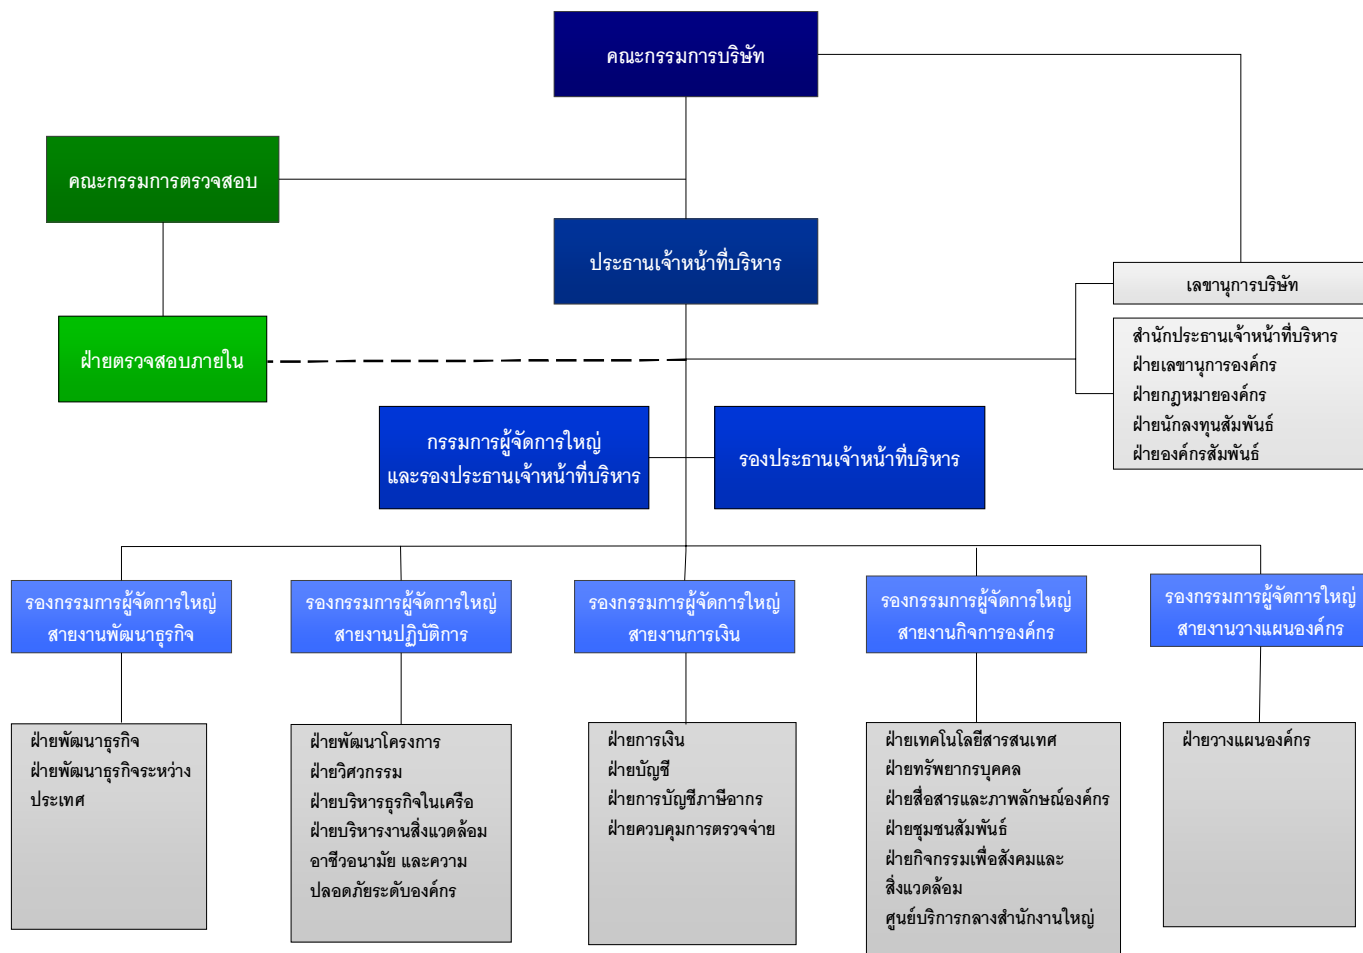 คณะกรรมการบริษัท
คณะกรรมการตรวจสอบ
ประธานเจ้าหน้าที่บริหาร
เลขานุการบริษัท
ฝ่ายตรวจสอบภายใน
สำนักประธานเจ้าหน้าที่บริหาร
ฝ่ายเลขานุการองค์กร
ฝ่ายกฎหมายองค์กร
ฝ่ายนักลงทุนสัมพันธ์
ฝ่ายองค์กรสัมพันธ์
กรรมการผู้จัดการใหญ่
และรองประธานเจ้าหน้าที่บริหาร
รองประธานเจ้าหน้าที่บริหาร
รองกรรมการผู้จัดการใหญ่
สายงานพัฒนาธุรกิจ
รองกรรมการผู้จัดการใหญ่
สายงานปฏิบัติการ
รองกรรมการผู้จัดการใหญ่
สายงานการเงิน
รองกรรมการผู้จัดการใหญ่
สายงานกิจการองค์กร
รองกรรมการผู้จัดการใหญ่
สายงานวางแผนองค์กร
ฝ่ายพัฒนาธุรกิจ
ฝ่ายพัฒนาธุรกิจระหว่าง
ประเทศ
ฝ่ายพัฒนาโครงการ
ฝ่ายวิศวกรรม
ฝ่ายบริหารธุรกิจในเครือ
ฝ่ายบริหารงานสิ่งแวดล้อม
อาชีวอนามัย และความ
ปลอดภัยระดับองค์กร
ฝ่ายการเงิน
ฝ่ายบัญชี
ฝ่ายการบัญชีภาษีอากร
ฝ่ายควบคุมการตรวจจ่าย
ฝ่ายเทคโนโลยีสารสนเทศ
ฝ่ายทรัพยากรบุคคล
ฝ่ายสื่อสารและภาพลักษณ์องค์กร
ฝ่ายชุมชนสัมพันธ์
ฝ่ายกิจกรรมเพื่อสังคมและ
สิ่งแวดล้อม
ศูนย์บริการกลางสำนักงานใหญ่
ฝ่ายวางแผนองค์กร